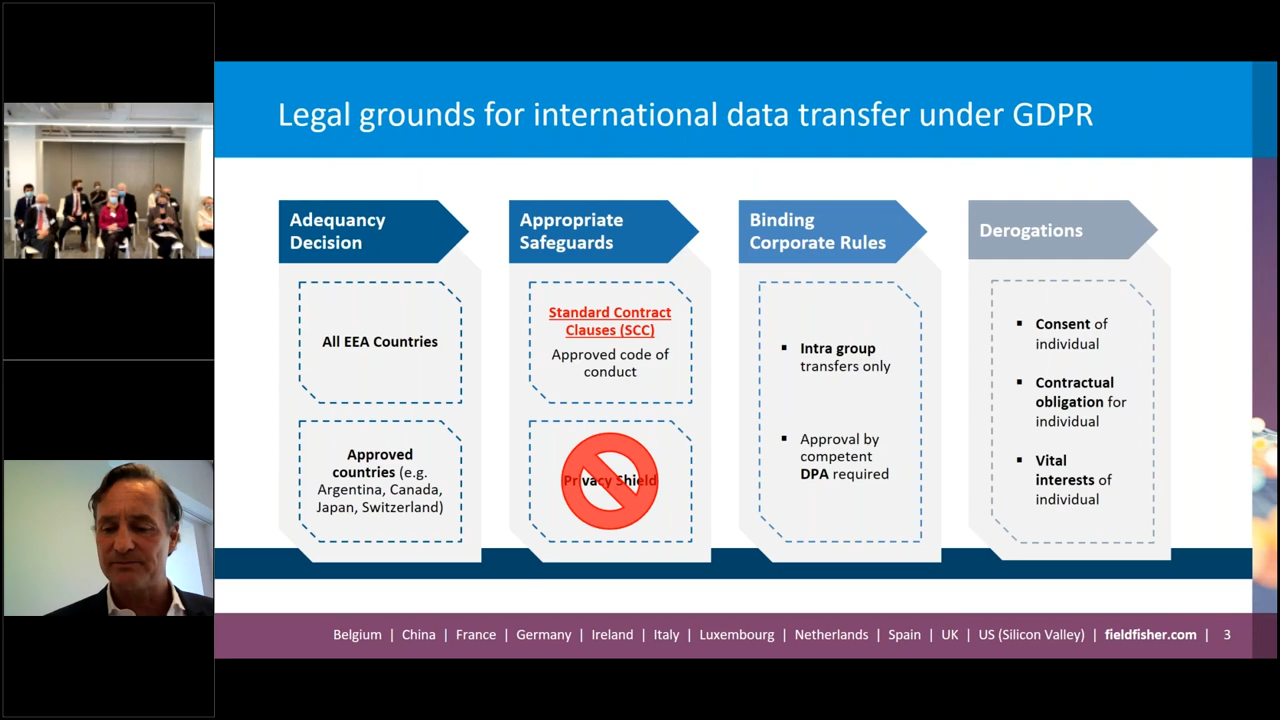 Legal grounds for international data transfer under GDPR
Adequancy
Decision
All EEA Countries
Approved
countries (e.g.
Argentina, Canada,
Japan, Switzerland)
Appropriate
Safeguards
Standard Contract
Clauses (SCC)
Approved code of
conduct
Privacy Shield
Binding
Corporate Rules
▪ Intra group
transfers only
▪ Approval by
competent
DPA required
Derogations
▪ Consent of
individual
▪ Contractual
obligation for
individual
▪ Vital
interests of
individual
Belgium | China | France | Germany | Ireland | Italy | Luxembourg | Netherlands | Spain | UK | US (Silicon Valley) | fieldfisher.com | 3